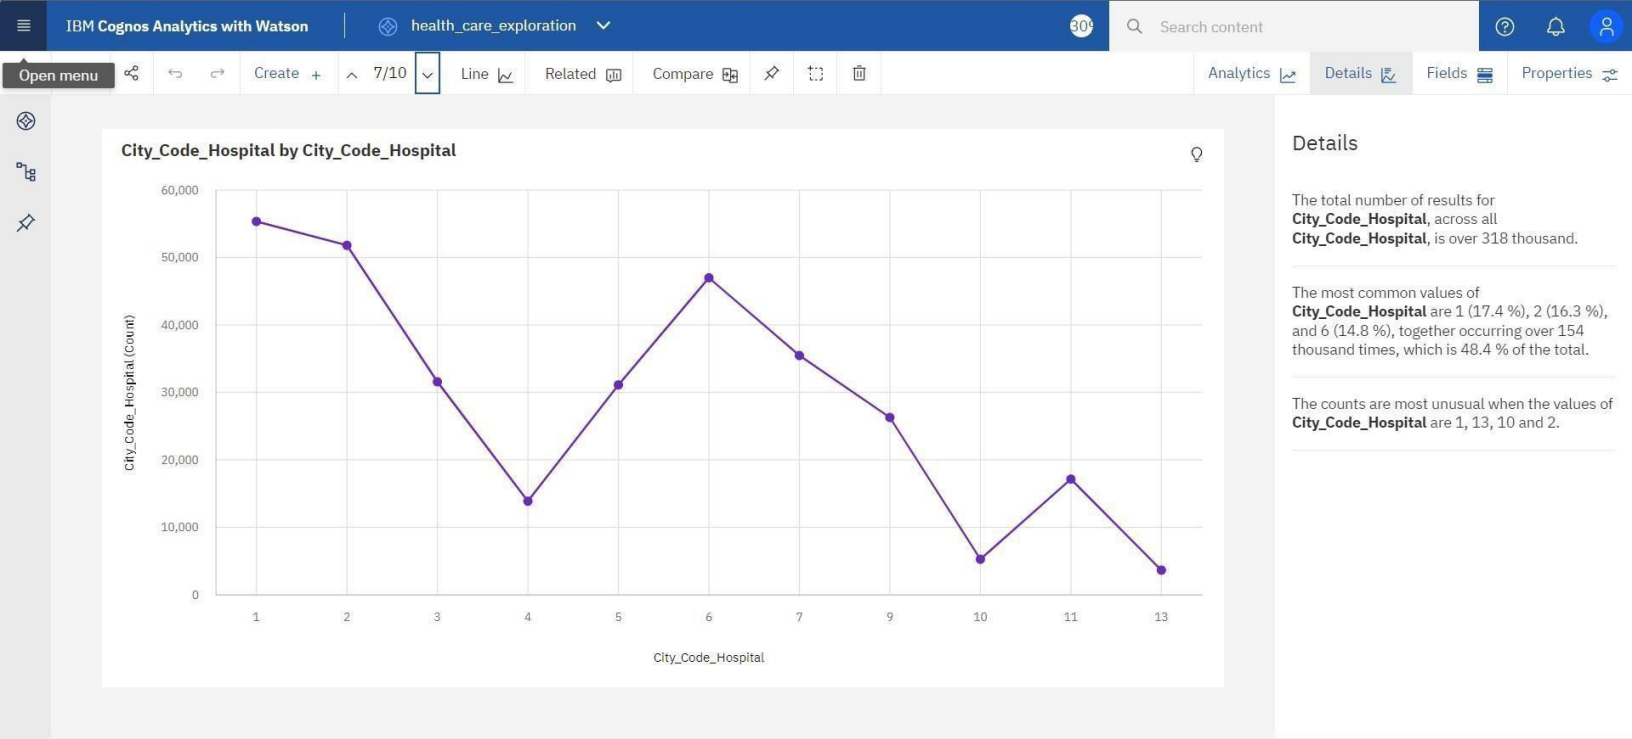 IBM Cognos Analytics with Watson
health_care_exploration
Search content
Open menu
Create +
7/10
Line
Related
Compare
Analytics
Details
Fields
Properties
City_Code_Hospital by City_Code_Hospital
City_Code_Hospital (Count)
60,000
50,000
40,000
30,000
20,000
10,000
0
1 2 3 4 5 6 7 9 10 11 13
City_Code_Hospital
Details
The total number of results for
City_Code_Hospital, across all
City_Code_Hospital, is over 318 thousand.
The most common values of
City_Code_Hospital are 1 (17.4 %), 2 (16.3 %),
and 6 (14.8 %), together occurring over 154
thousand times, which is 48.4 % of the total.
The counts are most unusual when the values of
City_Code_Hospital are 1, 13, 10 and 2.